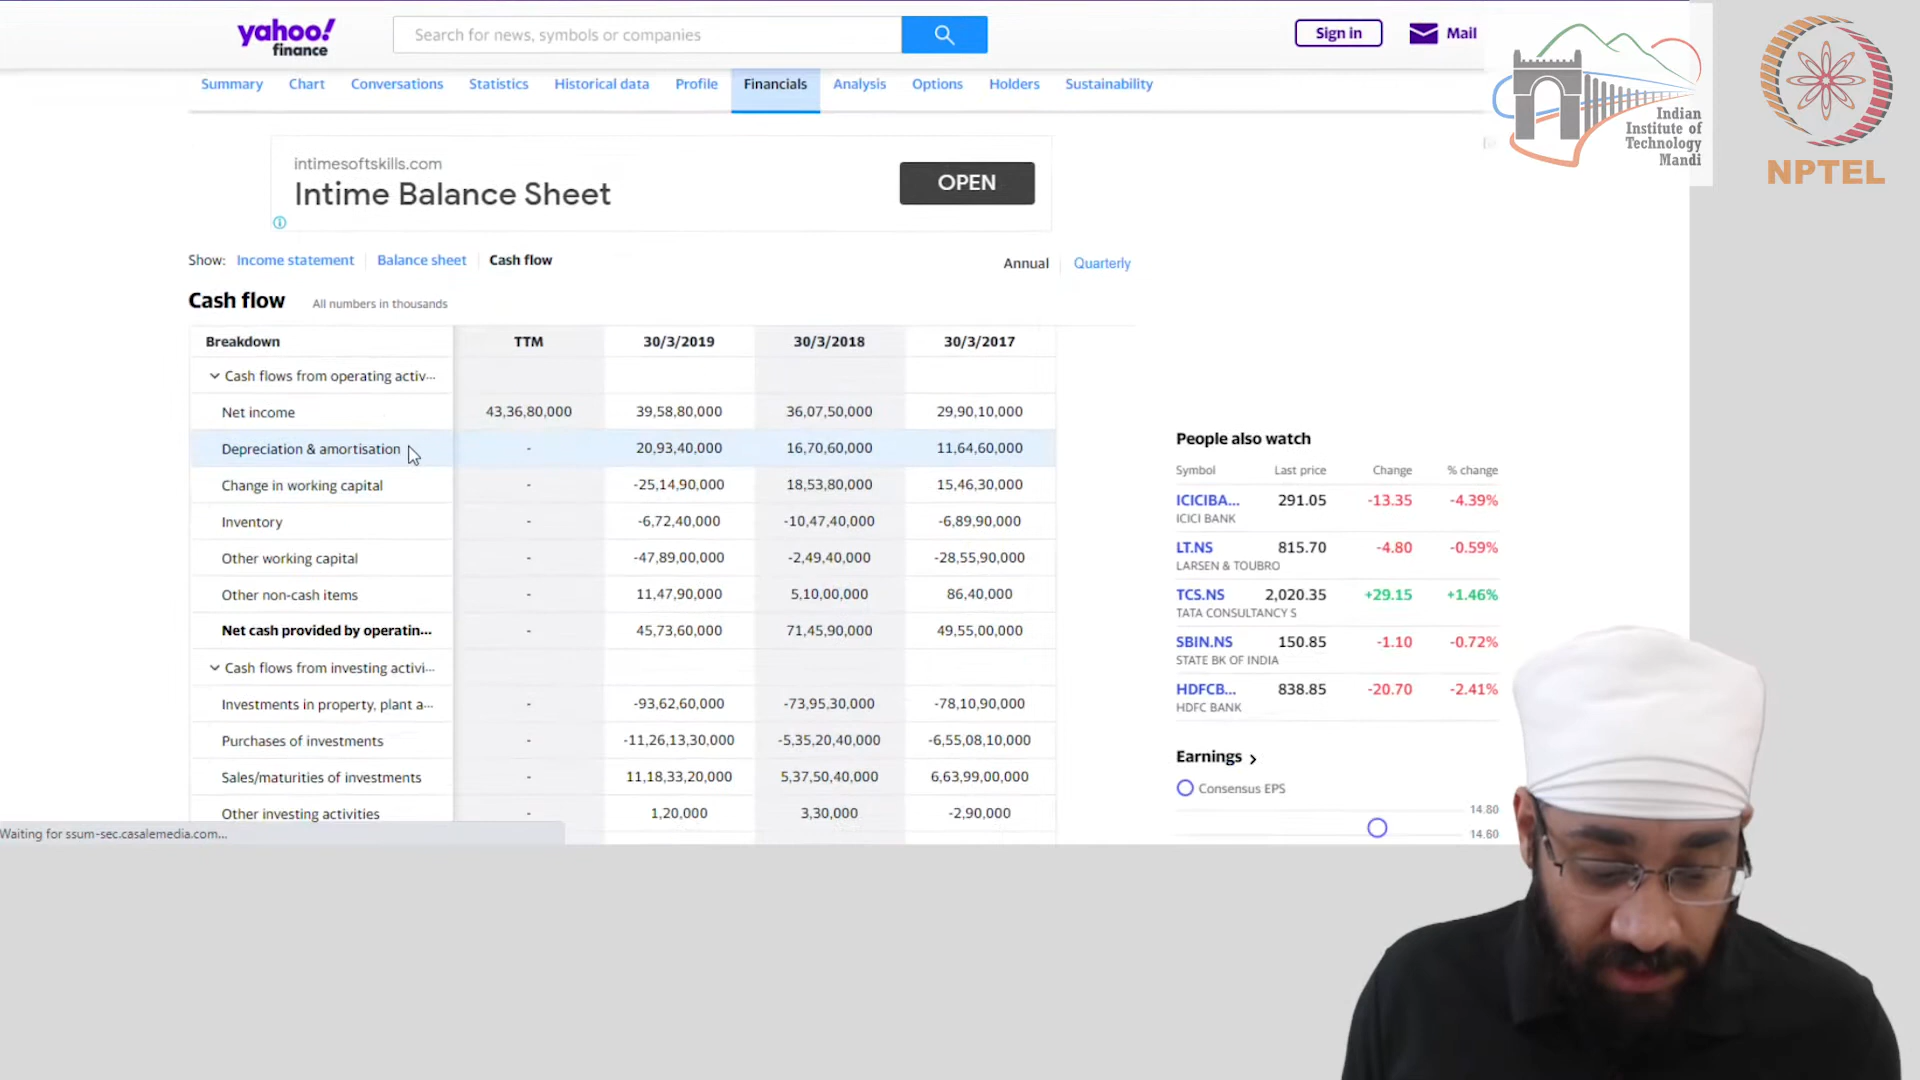 yahoo!
finance
Search for news, symbols or companies
Sign in
Mail
Summary Chart Conversations Statistics Historical data Profile Financials Analysis Options Holders Sustainability
Indian
Institute of
Technology
Mandi
NPTEL
intimesoftskills.com
Intime Balance Sheet
OPEN
Show: Income statement Balance sheet Cash flow Annual Quarterly
Cash flow All numbers in thousands
Breakdown TTM 30/3/2019 30/3/2018 30/3/2017
Cash flows from operating activ...
Net income 43,36,80,000 39,58,80,000 36,07,50,000 29,90,10,000
Depreciation & amortisation - 20,93,40,000 16,70,60,000 11,64,60,000
Change in working capital - -25,14,90,000 18,53,80,000 15,46,30,000
Inventory - -6,72,40,000 -10,47,40,000 -6,89,90,000
Other working capital - -47,89,00,000 -2,49,40,000 -28,55,90,000
Other non-cash items - 11,47,90,000 5,10,00,000 86,40,000
Net cash provided by operatin... - 45,73,60,000 71,45,90,000 49,55,00,000
Cash flows from investing activi...
Investments in property, plant a... - -93,62,60,000 -73,95,30,000 -78,10,90,000
Purchases of investments - -11,26,13,30,000 -5,35,20,40,000 -6,55,08,10,000
Sales/maturities of investments - 11,18,33,20,000 5,37,50,40,000 6,63,99,00,000
Other investing activities - 1,20,000 3,30,000 -2,90,000
Waiting for ssum-sec.casalemedia.com...
People also watch
Symbol Last price Change % change
ICICIBA... 291.05 -13.35 -4.39%
ICICI BANK
LT.NS 815.70 -4.80 -0.59%
LARSEN & TOUBRO
TCS.NS 2,020.35 +29.15 +1.46%
TATA CONSULTANCY S
SBIN.NS 150.85 -1.10 -0.72%
STATE BK OF INDIA
HDFCB... 838.85 -20.70 -2.41%
HDFC BANK
Earnings
Consensus EPS
14.80
14.60